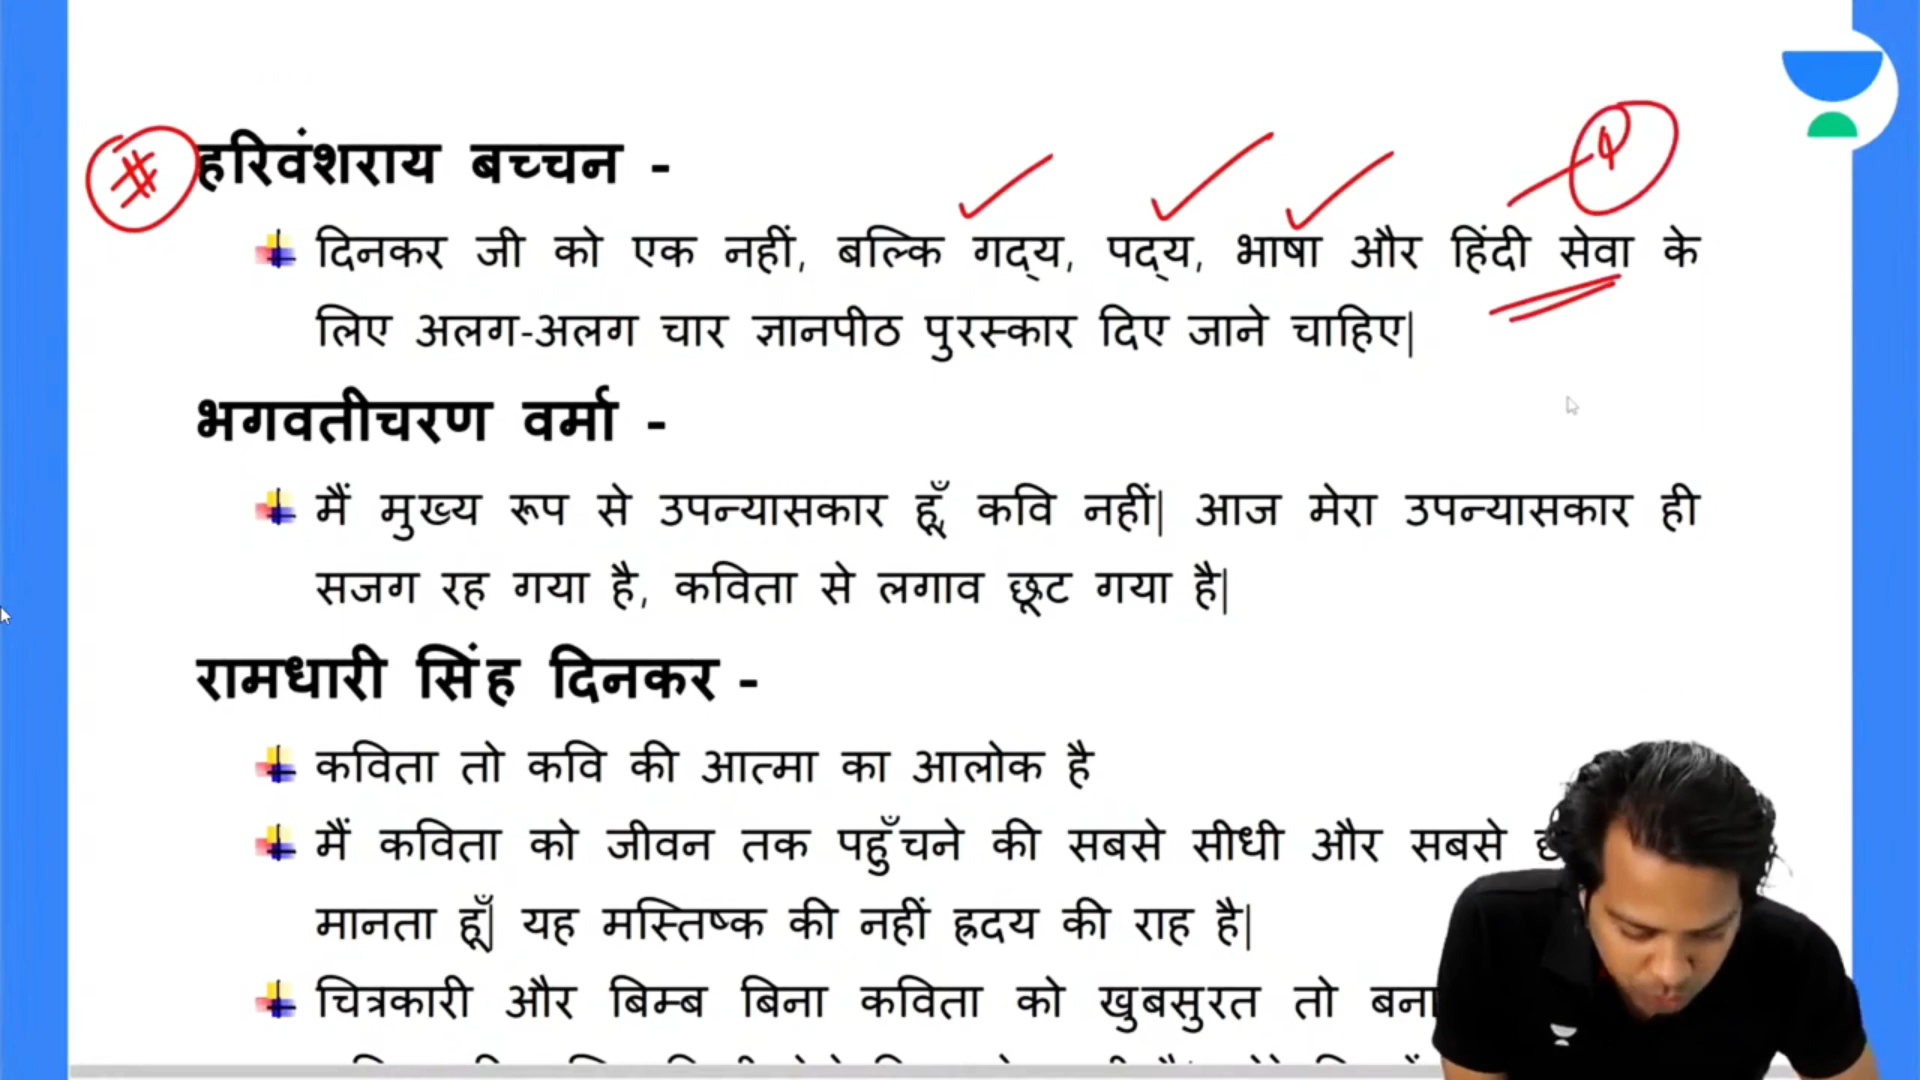 हरिवंशराय बच्चन -
दिनकर जी को एक नहीं, बल्कि गद्य, पद्य, भाषा और हिंदी सेवा के
लिए अलग-अलग चार ज्ञानपीठ पुरस्कार दिए जाने चाहिए|
भगवतीचरण वर्मा -
मैं मुख्य रूप से उपन्यासकार हूँ, कवि नहीं| आज मेरा उपन्यासकार ही
सजग रह गया है, कविता से लगाव छूट गया है|
रामधारी सिंह दिनकर -
कविता तो कवि की आत्मा का आलोक है
मैं कविता को जीवन तक पहुँचने की सबसे सीधी और सबसे
मानता हूँ| यह मस्तिष्क की नहीं ह्रदय की राह है|
चित्रकारी और बिम्ब बिना कविता को खुबसुरत तो